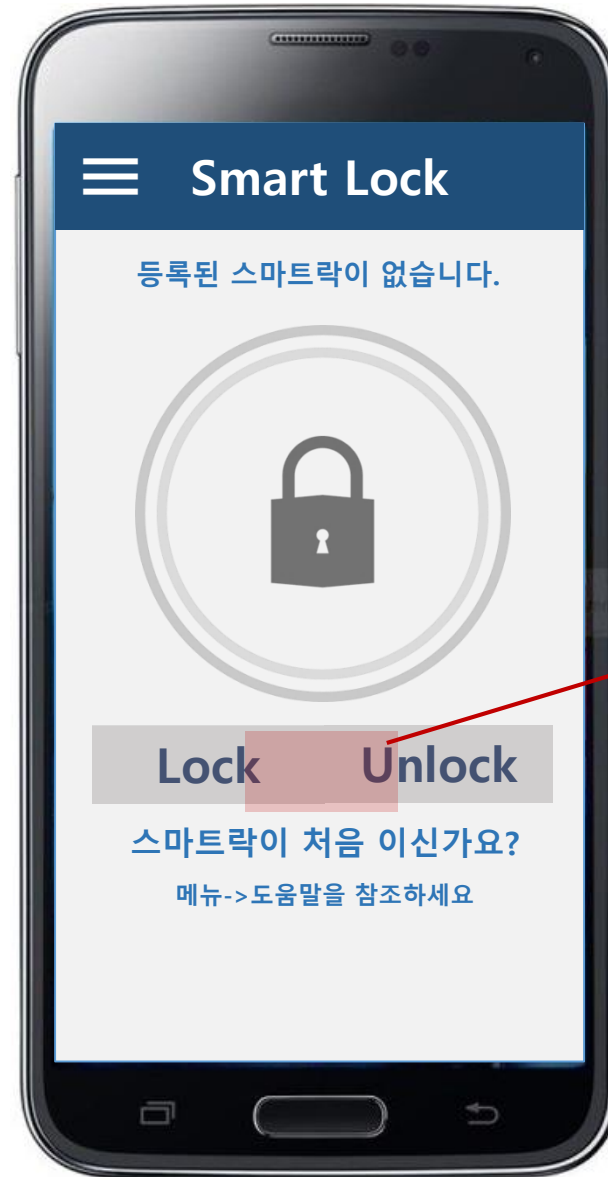 Smart Lock
등록된 스마트락이 없습니다.
Lock Unlock
스마트락이 처음 이신가요?
메뉴->도움말을 참조하세요